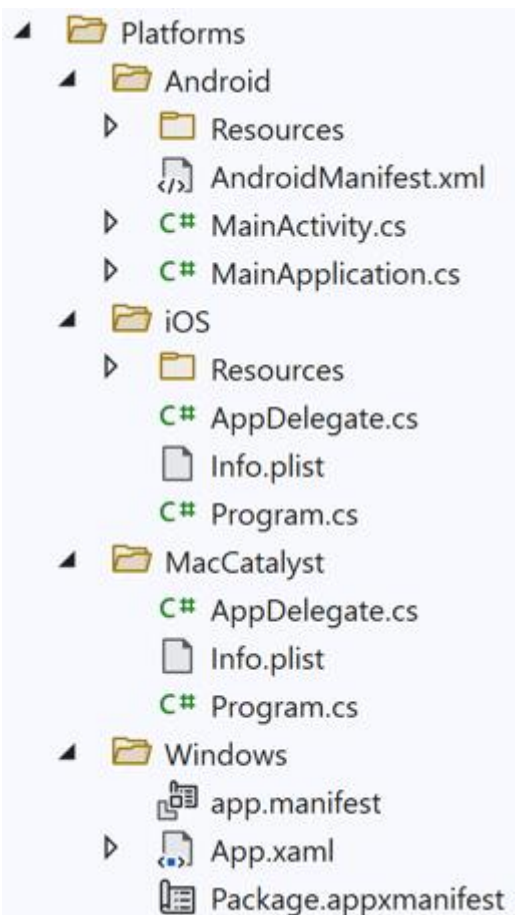 Platforms
Android
Resources
AndroidManifest.xml
C# MainActivity.cs
C# MainApplication.cs
iOS
Resources
C# AppDelegate.cs
Info.plist
C# Program.cs
MacCatalyst
C# AppDelegate.cs
Info.plist
C# Program.cs
Windows
app.manifest
App.xaml
Package.appxmanifest